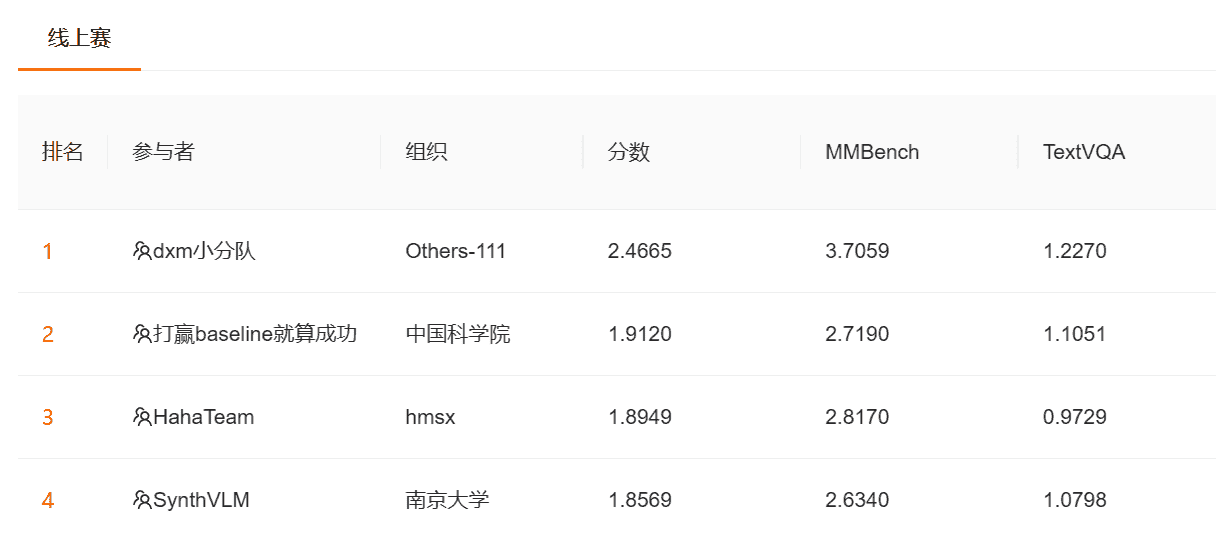 线上赛
排名 参与者 组织 分数 MMBench TextVQA
1 dxm小分队 Others-111 2.4665 3.7059 1.2270
2 打赢baseline就算成功 中国科学院 1.9120 2.7190 1.1051
3 HahaTeam hmsx 1.8949 2.8170 0.9729
4 SynthVLM 南京大学 1.8569 2.6340 1.0798